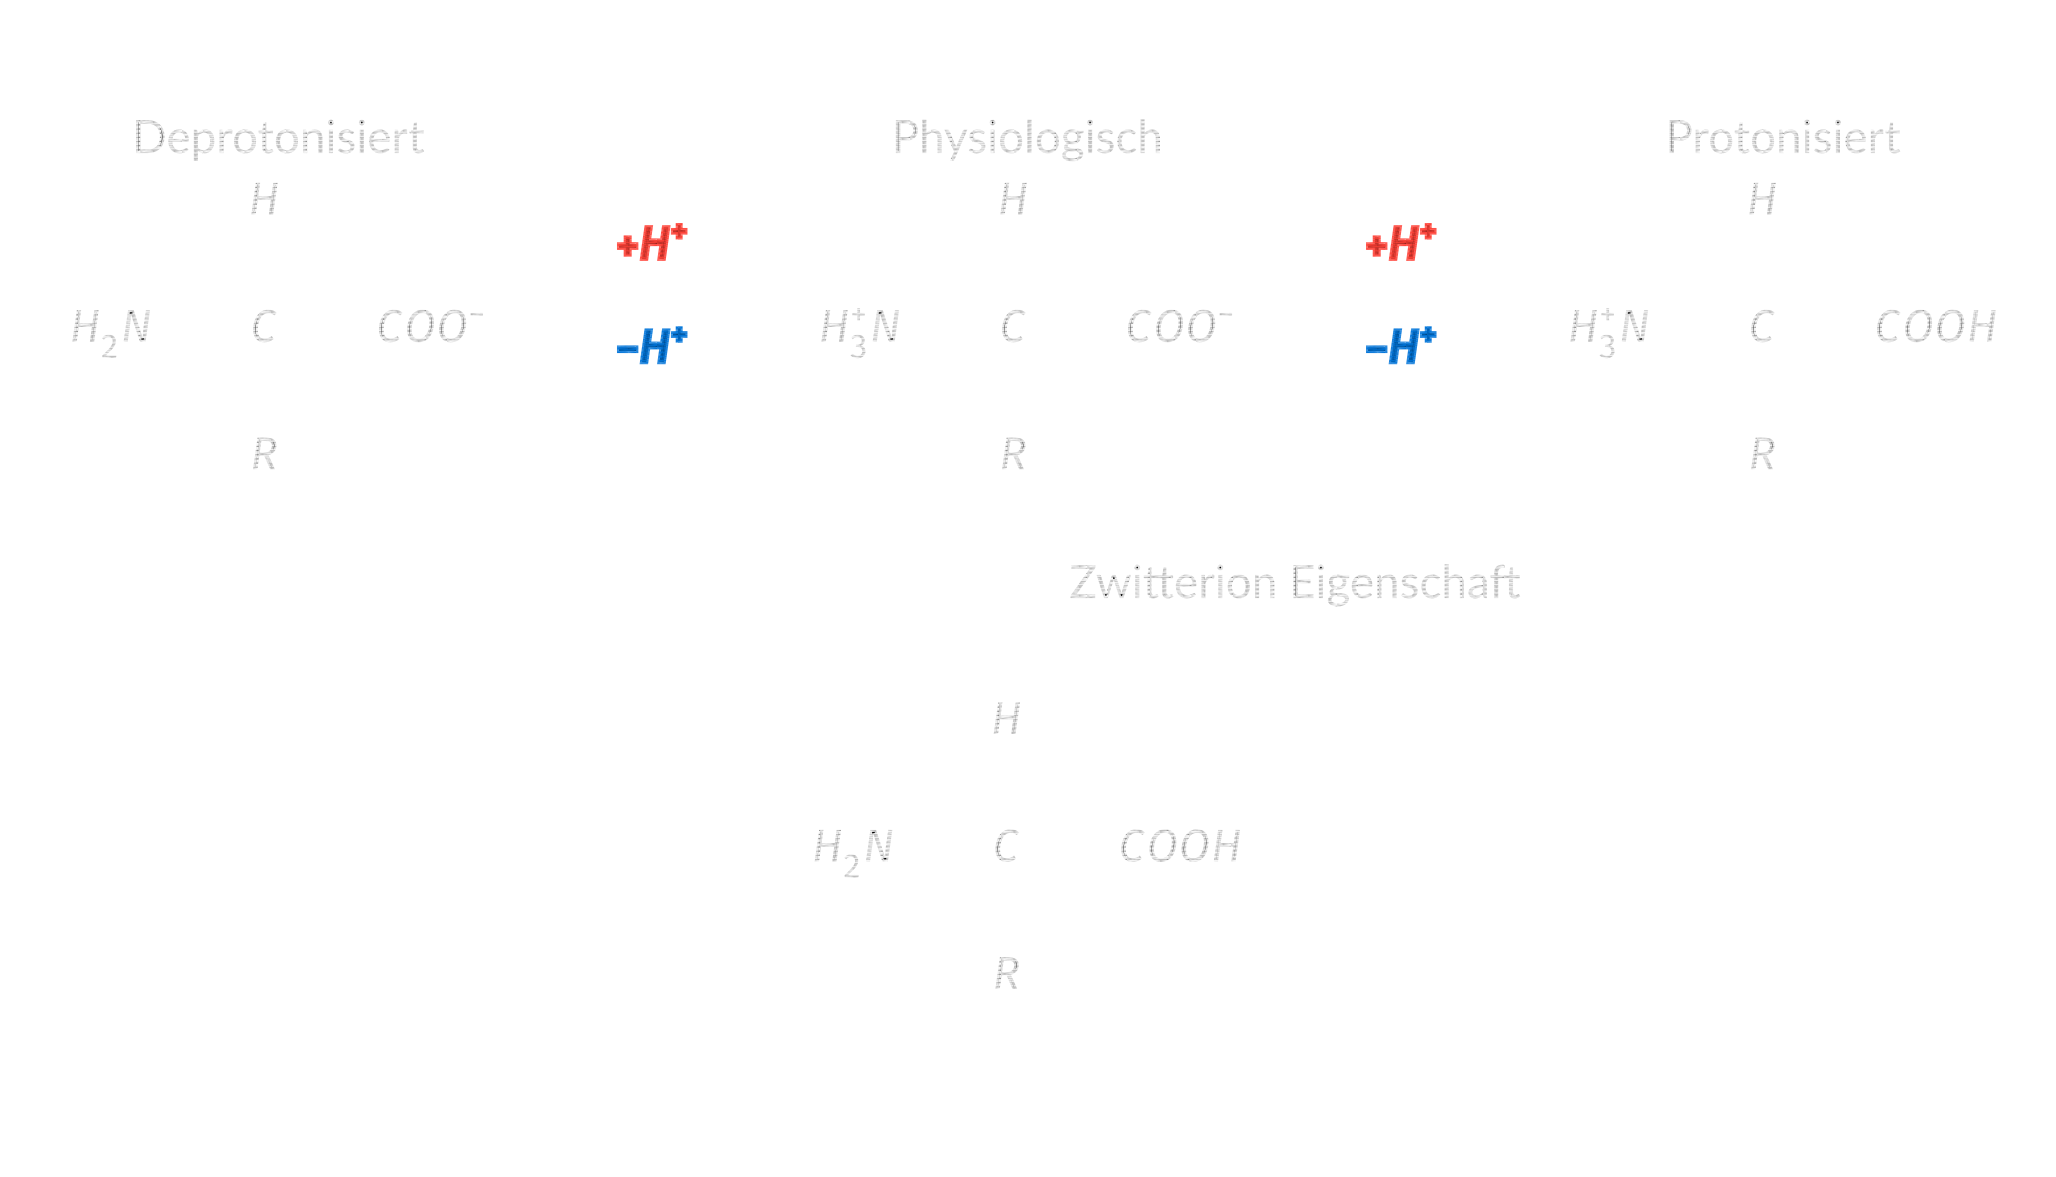 Deprotonisiert Physiologisch Protonisiert
H H H
+H⁺ +H⁺
H₂N C COO⁻ H₃⁺N C COO⁻ H₃⁺N C COOH
−H⁺ −H⁺
R R R
Zwitterion Eigenschaft
H
H₂N C COOH
R